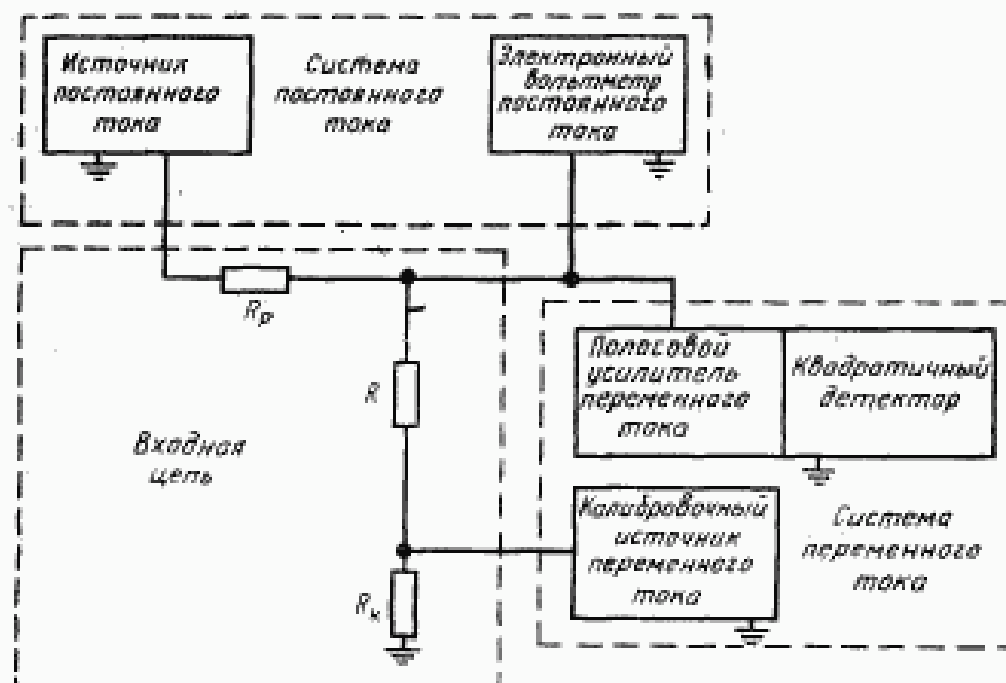 Источник
постоянного
тока
Система
постоянного
тока
Электронный
вольтметр
постоянного
тока
Rр
R
Входная
цепь
Rк
Полосовой
усилитель
переменного
тока
Квадратичный
детектор
Калибровочный
источник
переменного
тока
Система
переменного
тока